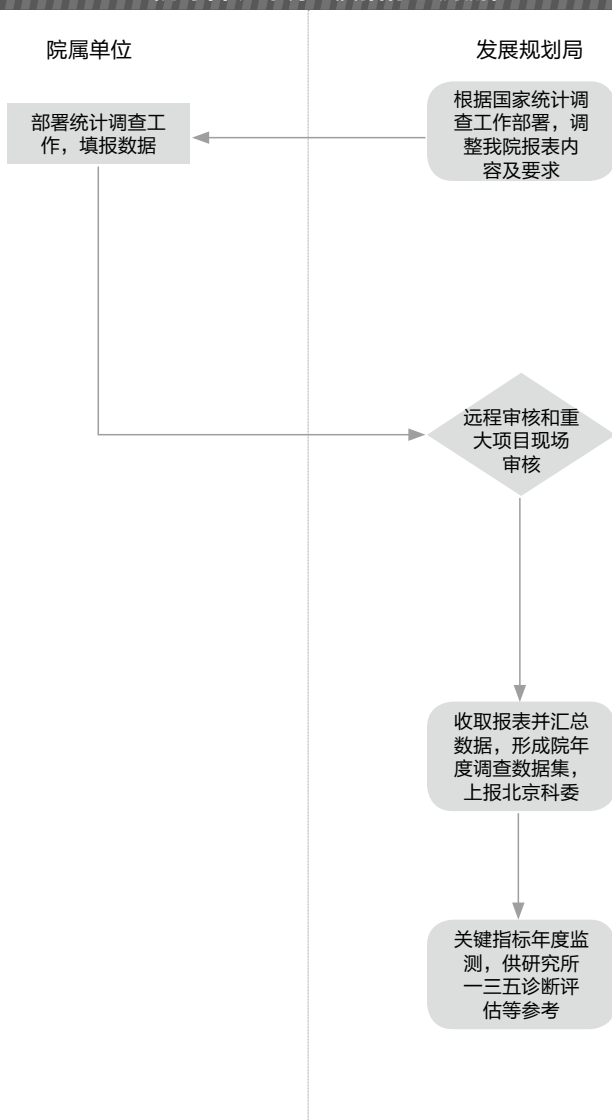 院属单位
发展规划局
根据国家统计调
查工作部署，调
整我院报表内
容及要求
部署统计调查工
作，填报数据
远程审核和重
大项目现场
审核
收取报表并汇总
数据，形成院年
度调查数据集，
上报北京科委
关键指标年度监
测，供研究所
一三五诊断评
估等参考